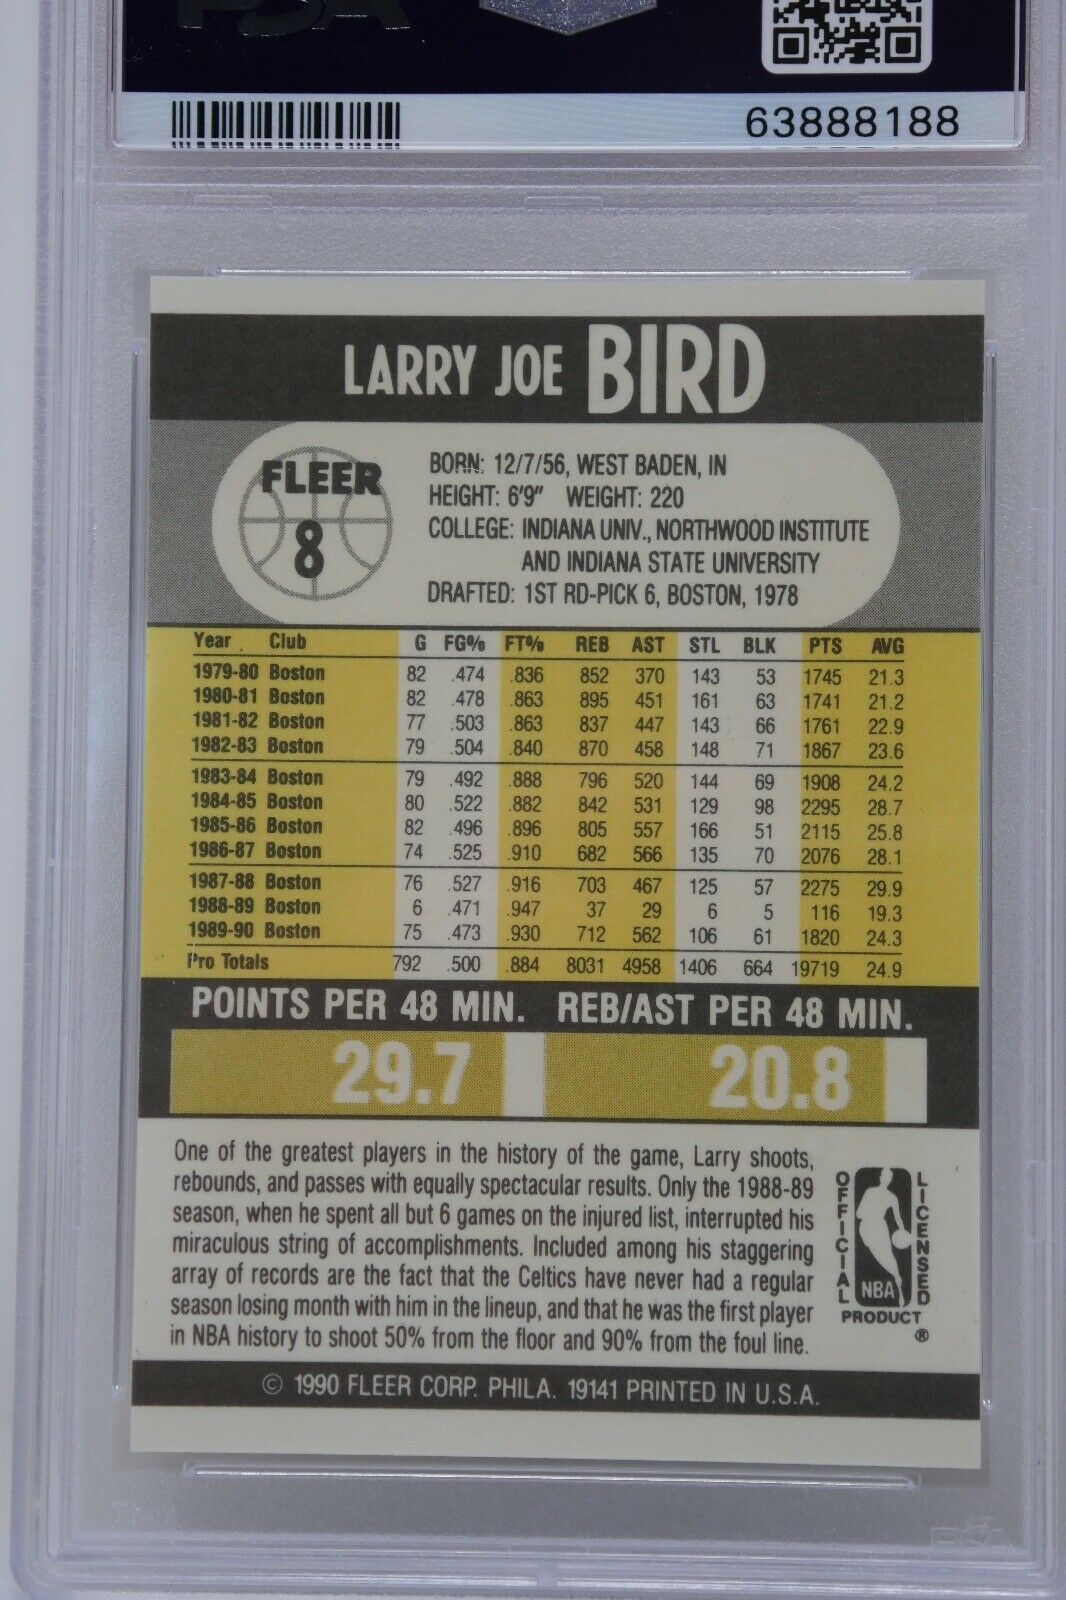 PSA
63888188
LARRY JOE BIRD
FLEER
8
BORN: 12/7/56, WEST BADEN, IN
HEIGHT: 6'9" WEIGHT: 220
COLLEGE: INDIANA UNIV., NORTHWOOD INSTITUTE
AND INDIANA STATE UNIVERSITY
DRAFTED: 1ST RD-PICK 6, BOSTON, 1978
Year Club G FG% FT% REB AST STL BLK PTS AVG
1979-80 Boston 82 .474 .836 852 370 143 53 1745 21.3
1980-81 Boston 82 .478 .863 895 451 161 63 1741 21.2
1981-82 Boston 77 .503 .863 837 447 143 66 1761 22.9
1982-83 Boston 79 .504 .840 870 458 148 71 1867 23.6
1983-84 Boston 79 .492 .888 796 520 144 69 1908 24.2
1984-85 Boston 80 .522 .882 842 531 129 98 2295 28.7
1985-86 Boston 82 .496 .896 805 557 166 51 2115 25.8
1986-87 Boston 74 .525 .910 682 566 135 70 2076 28.1
1987-88 Boston 76 .527 .916 703 467 125 57 2275 29.9
1988-89 Boston 6 .471 .947 37 29 6 5 116 19.3
1989-90 Boston 75 .473 .930 712 562 106 61 1820 24.3
Pro Totals 792 .500 .884 8031 4958 1406 664 19719 24.9
POINTS PER 48 MIN. REB/AST PER 48 MIN.
29.7 20.8
One of the greatest players in the history of the game, Larry shoots,
rebounds, and passes with equally spectacular results. Only the 1988-89
season, when he spent all but 6 games on the injured list, interrupted his
miraculous string of accomplishments. Included among his staggering
array of records are the fact that the Celtics have never had a regular
season losing month with him in the lineup, and that he was the first player
in NBA history to shoot 50% from the floor and 90% from the foul line.
OFFICIAL
LICENSED
NBA
PRODUCT
®
© 1990 FLEER CORP. PHILA. 19141 PRINTED IN U.S.A.
PSA